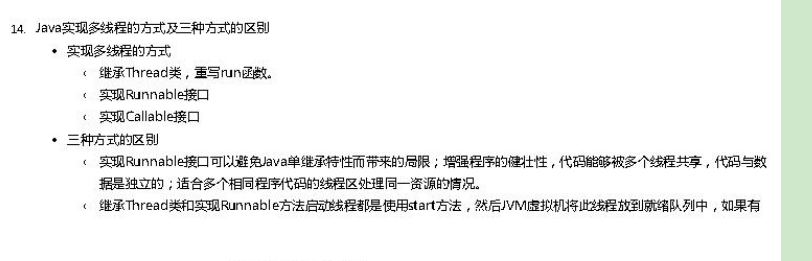 14. Java实现多线程的方式及三种方式的区别
• 实现多线程的方式
‹ 继承Thread类，重写run函数。
‹ 实现Runnable接口
‹ 实现Callable接口
• 三种方式的区别
‹ 实现Runnable接口可以避免Java单继承特性而带来的局限；增强程序的健壮性，代码能够被多个线程共享，代码与数
据是独立的；适合多个相同程序代码的线程区处理同一资源的情况。
‹ 继承Thread类和实现Runnable方法启动线程都是使用start方法，然后JVM虚拟机将此线程放到就绪队列中，如果有